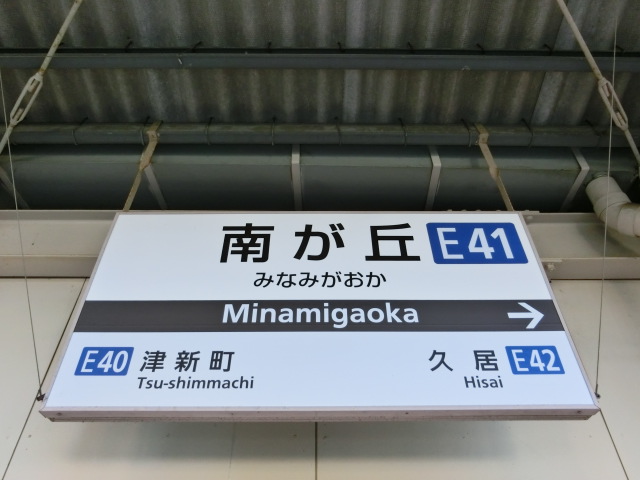 南が丘 E41
みなみがおか
Minamigaoka →
E40 津新町 久居 E42
Tsu-shimmachi Hisai